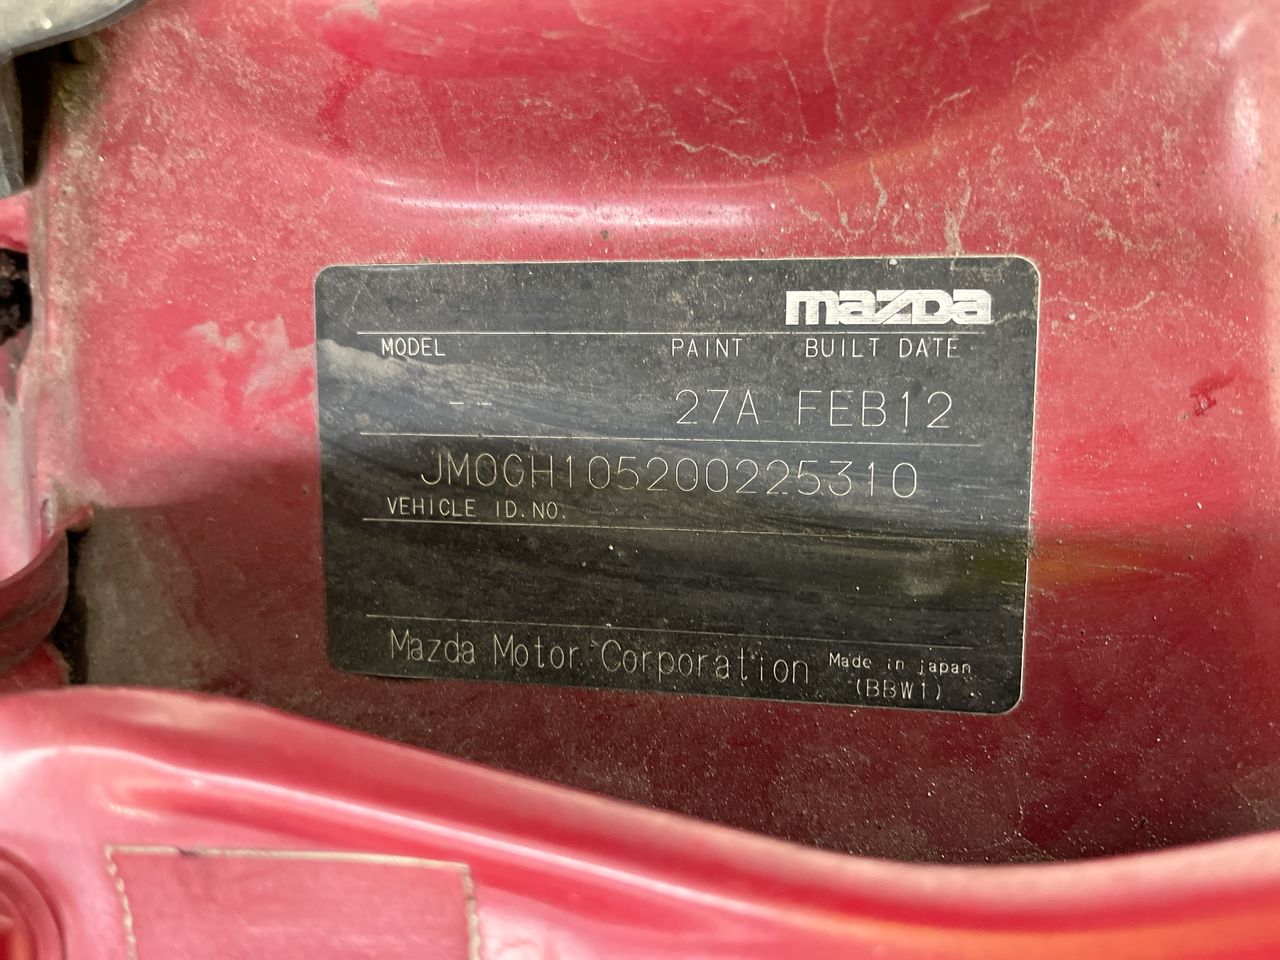 mazda
MODEL PAINT BUILT DATE
-- 27A FEB12
JM0GH105200225310
VEHICLE ID.NO.
Mazda Motor Corporation Made in japan
(BBW1)